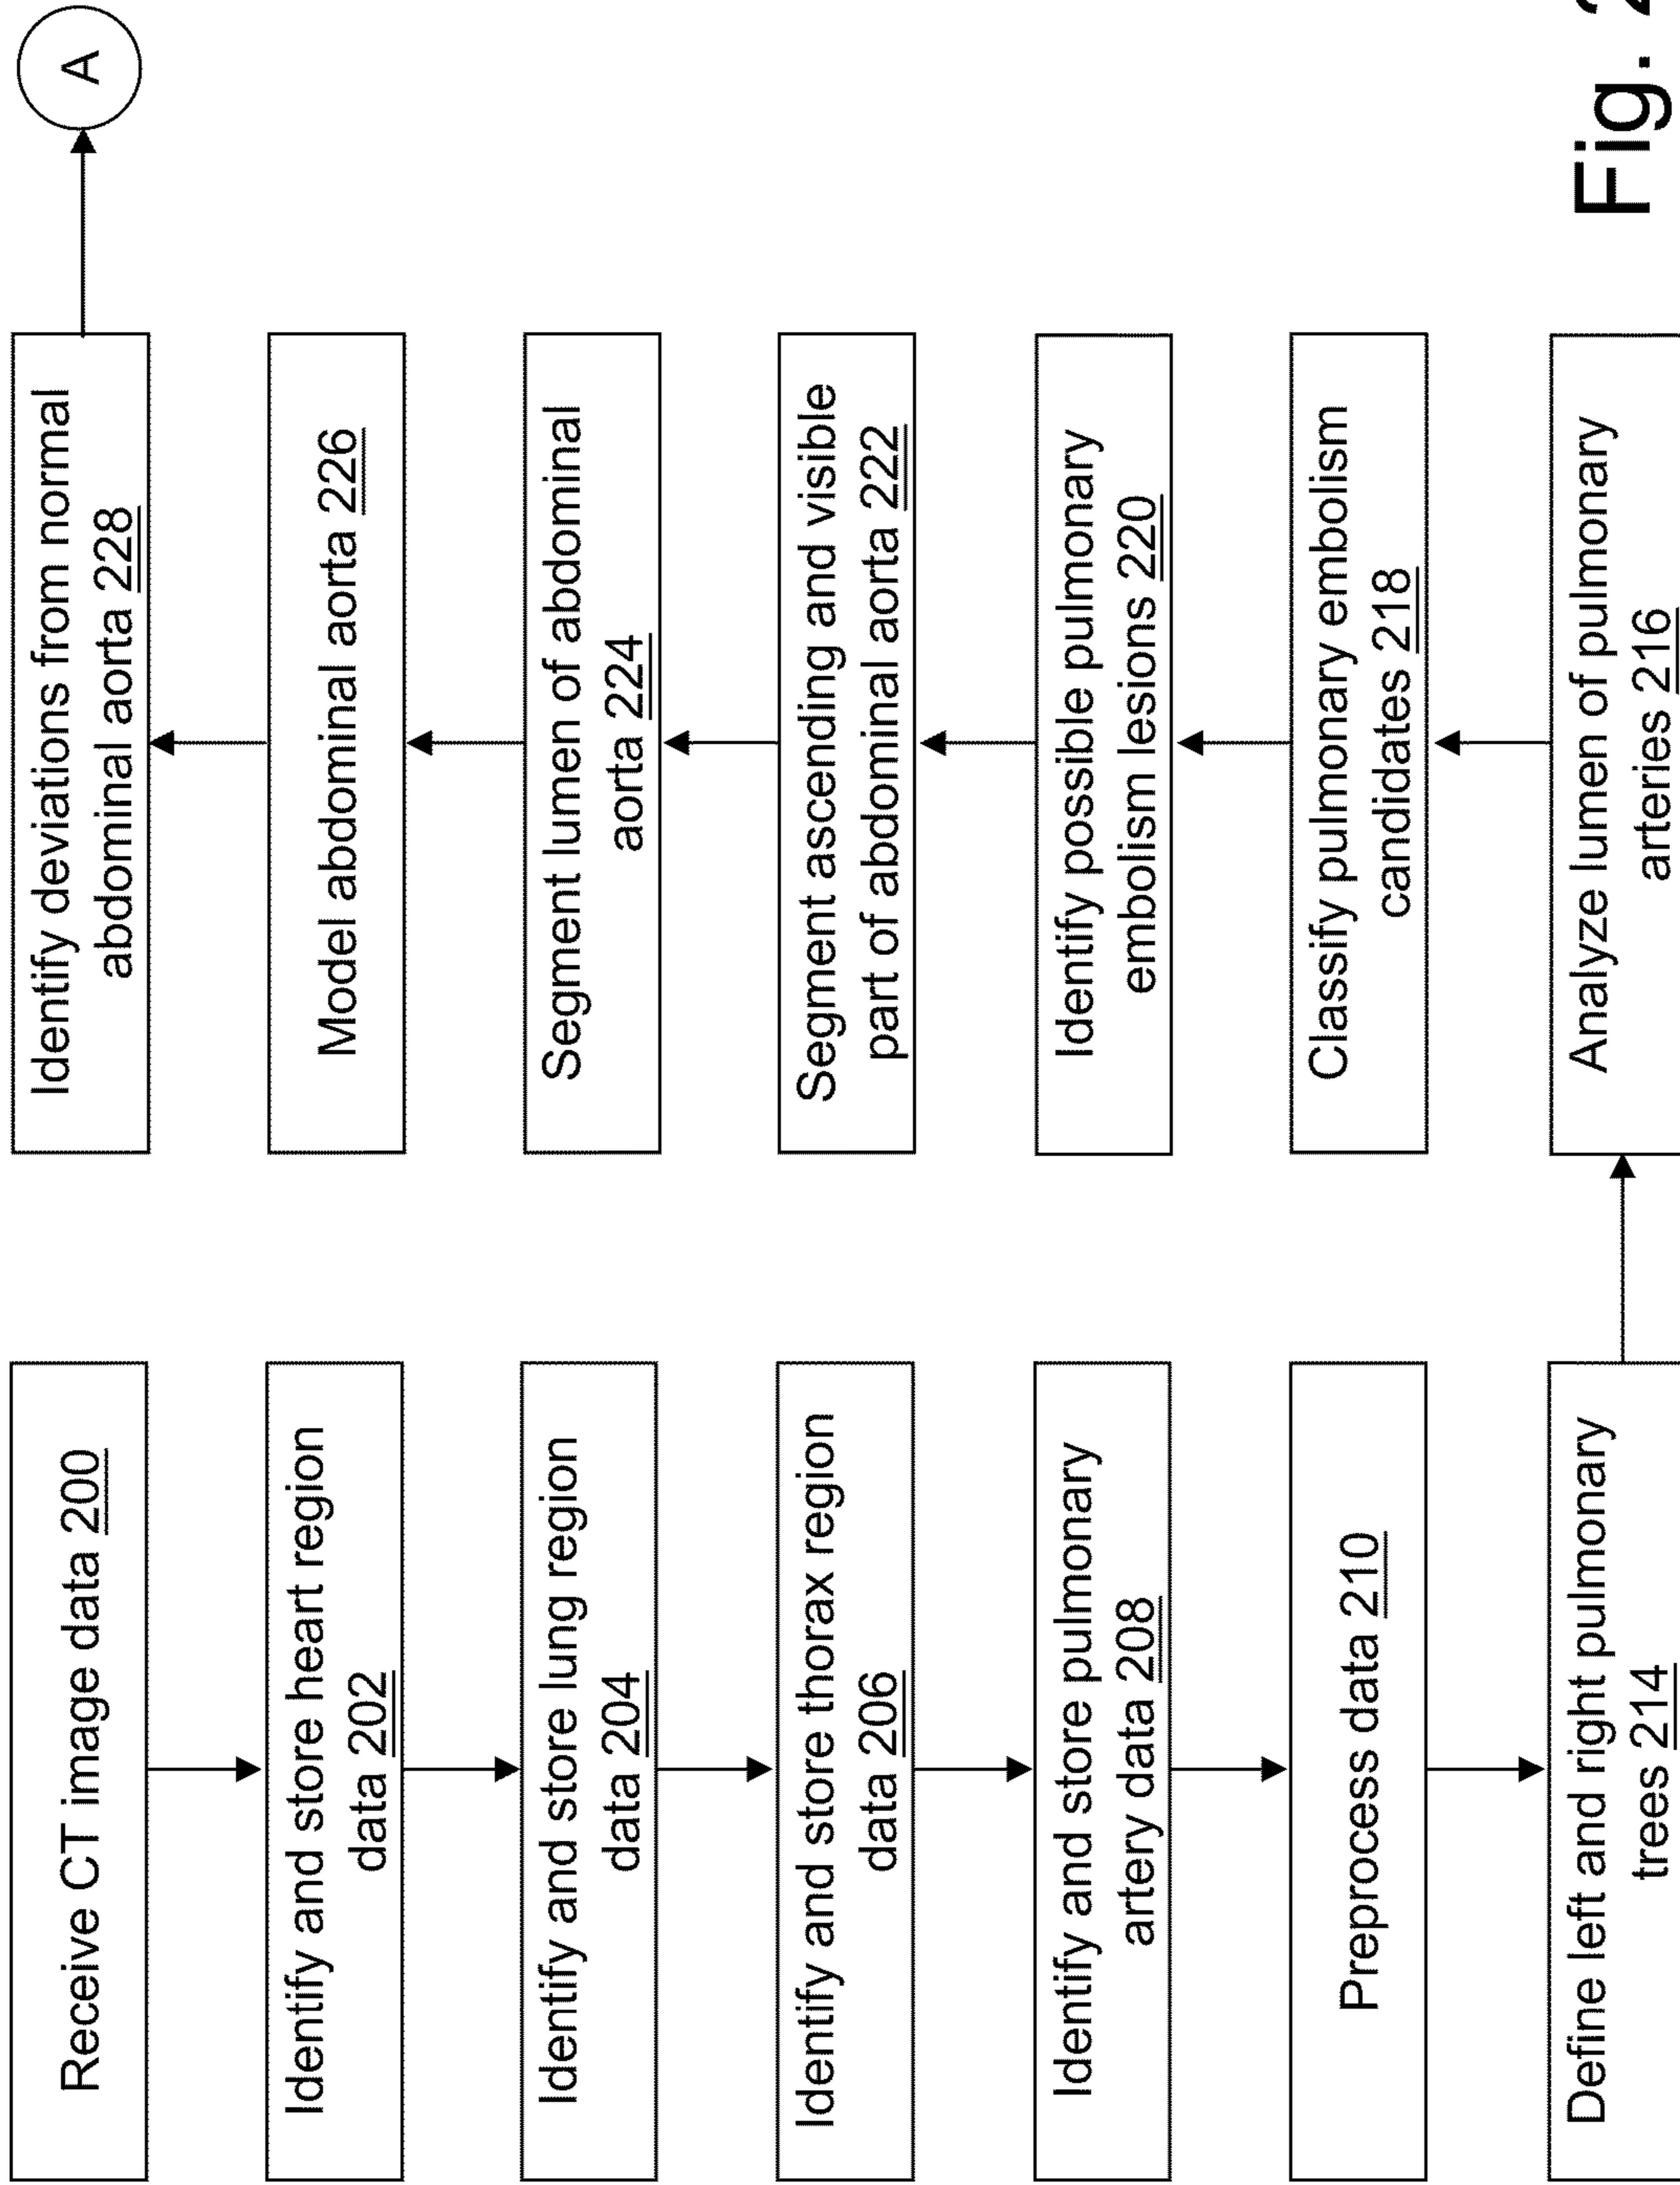 Receive CT image data 200
Identify and store heart region
data 202
Identify and store lung region
data 204
Identify and store thorax region
data 206
Identify and store pulmonary
artery data 208
Preprocess data 210
Define left and right pulmonary
trees 214
Analyze lumen of pulmonary
arteries 216
Classify pulmonary embolism
candidates 218
Identify possible pulmonary
embolism lesions 220
Segment ascending and visible
part of abdominal aorta 222
Segment lumen of abdominal
aorta 224
Model abdominal aorta 226
Identify deviations from normal
abdominal aorta 228
A
Fig. 2